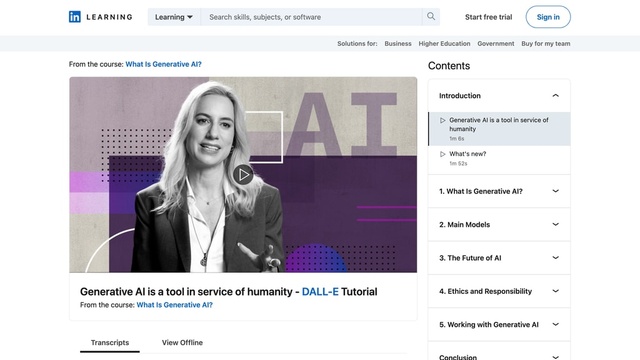 in LEARNING
Learning
Search skills, subjects, or software
Start free trial
Sign in
Solutions for:
Business
Higher Education
Government
Buy for my team
From the course: What Is Generative AI?
AI
Generative AI is a tool in service of humanity - DALL-E Tutorial
From the course: What Is Generative AI?
Transcripts
View Offline
Contents
Introduction
Generative AI is a tool in service of
humanity
1m 6s
What's new?
1m 52s
1. What Is Generative AI?
2. Main Models
3. The Future of AI
4. Ethics and Responsibility
5. Working with Generative AI
Conclusion